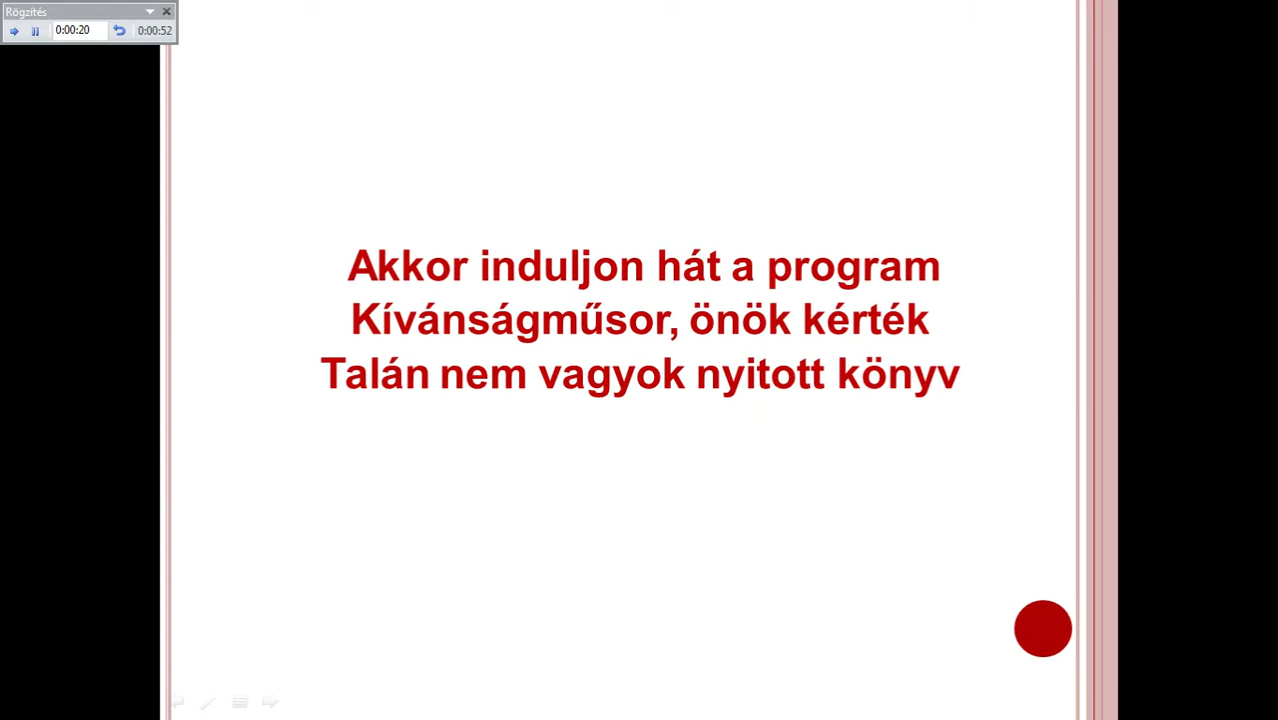 Rögzítés
0:00:20 0:00:52
Akkor induljon hát a program
Kívánságműsor, önök kérték
Talán nem vagyok nyitott könyv